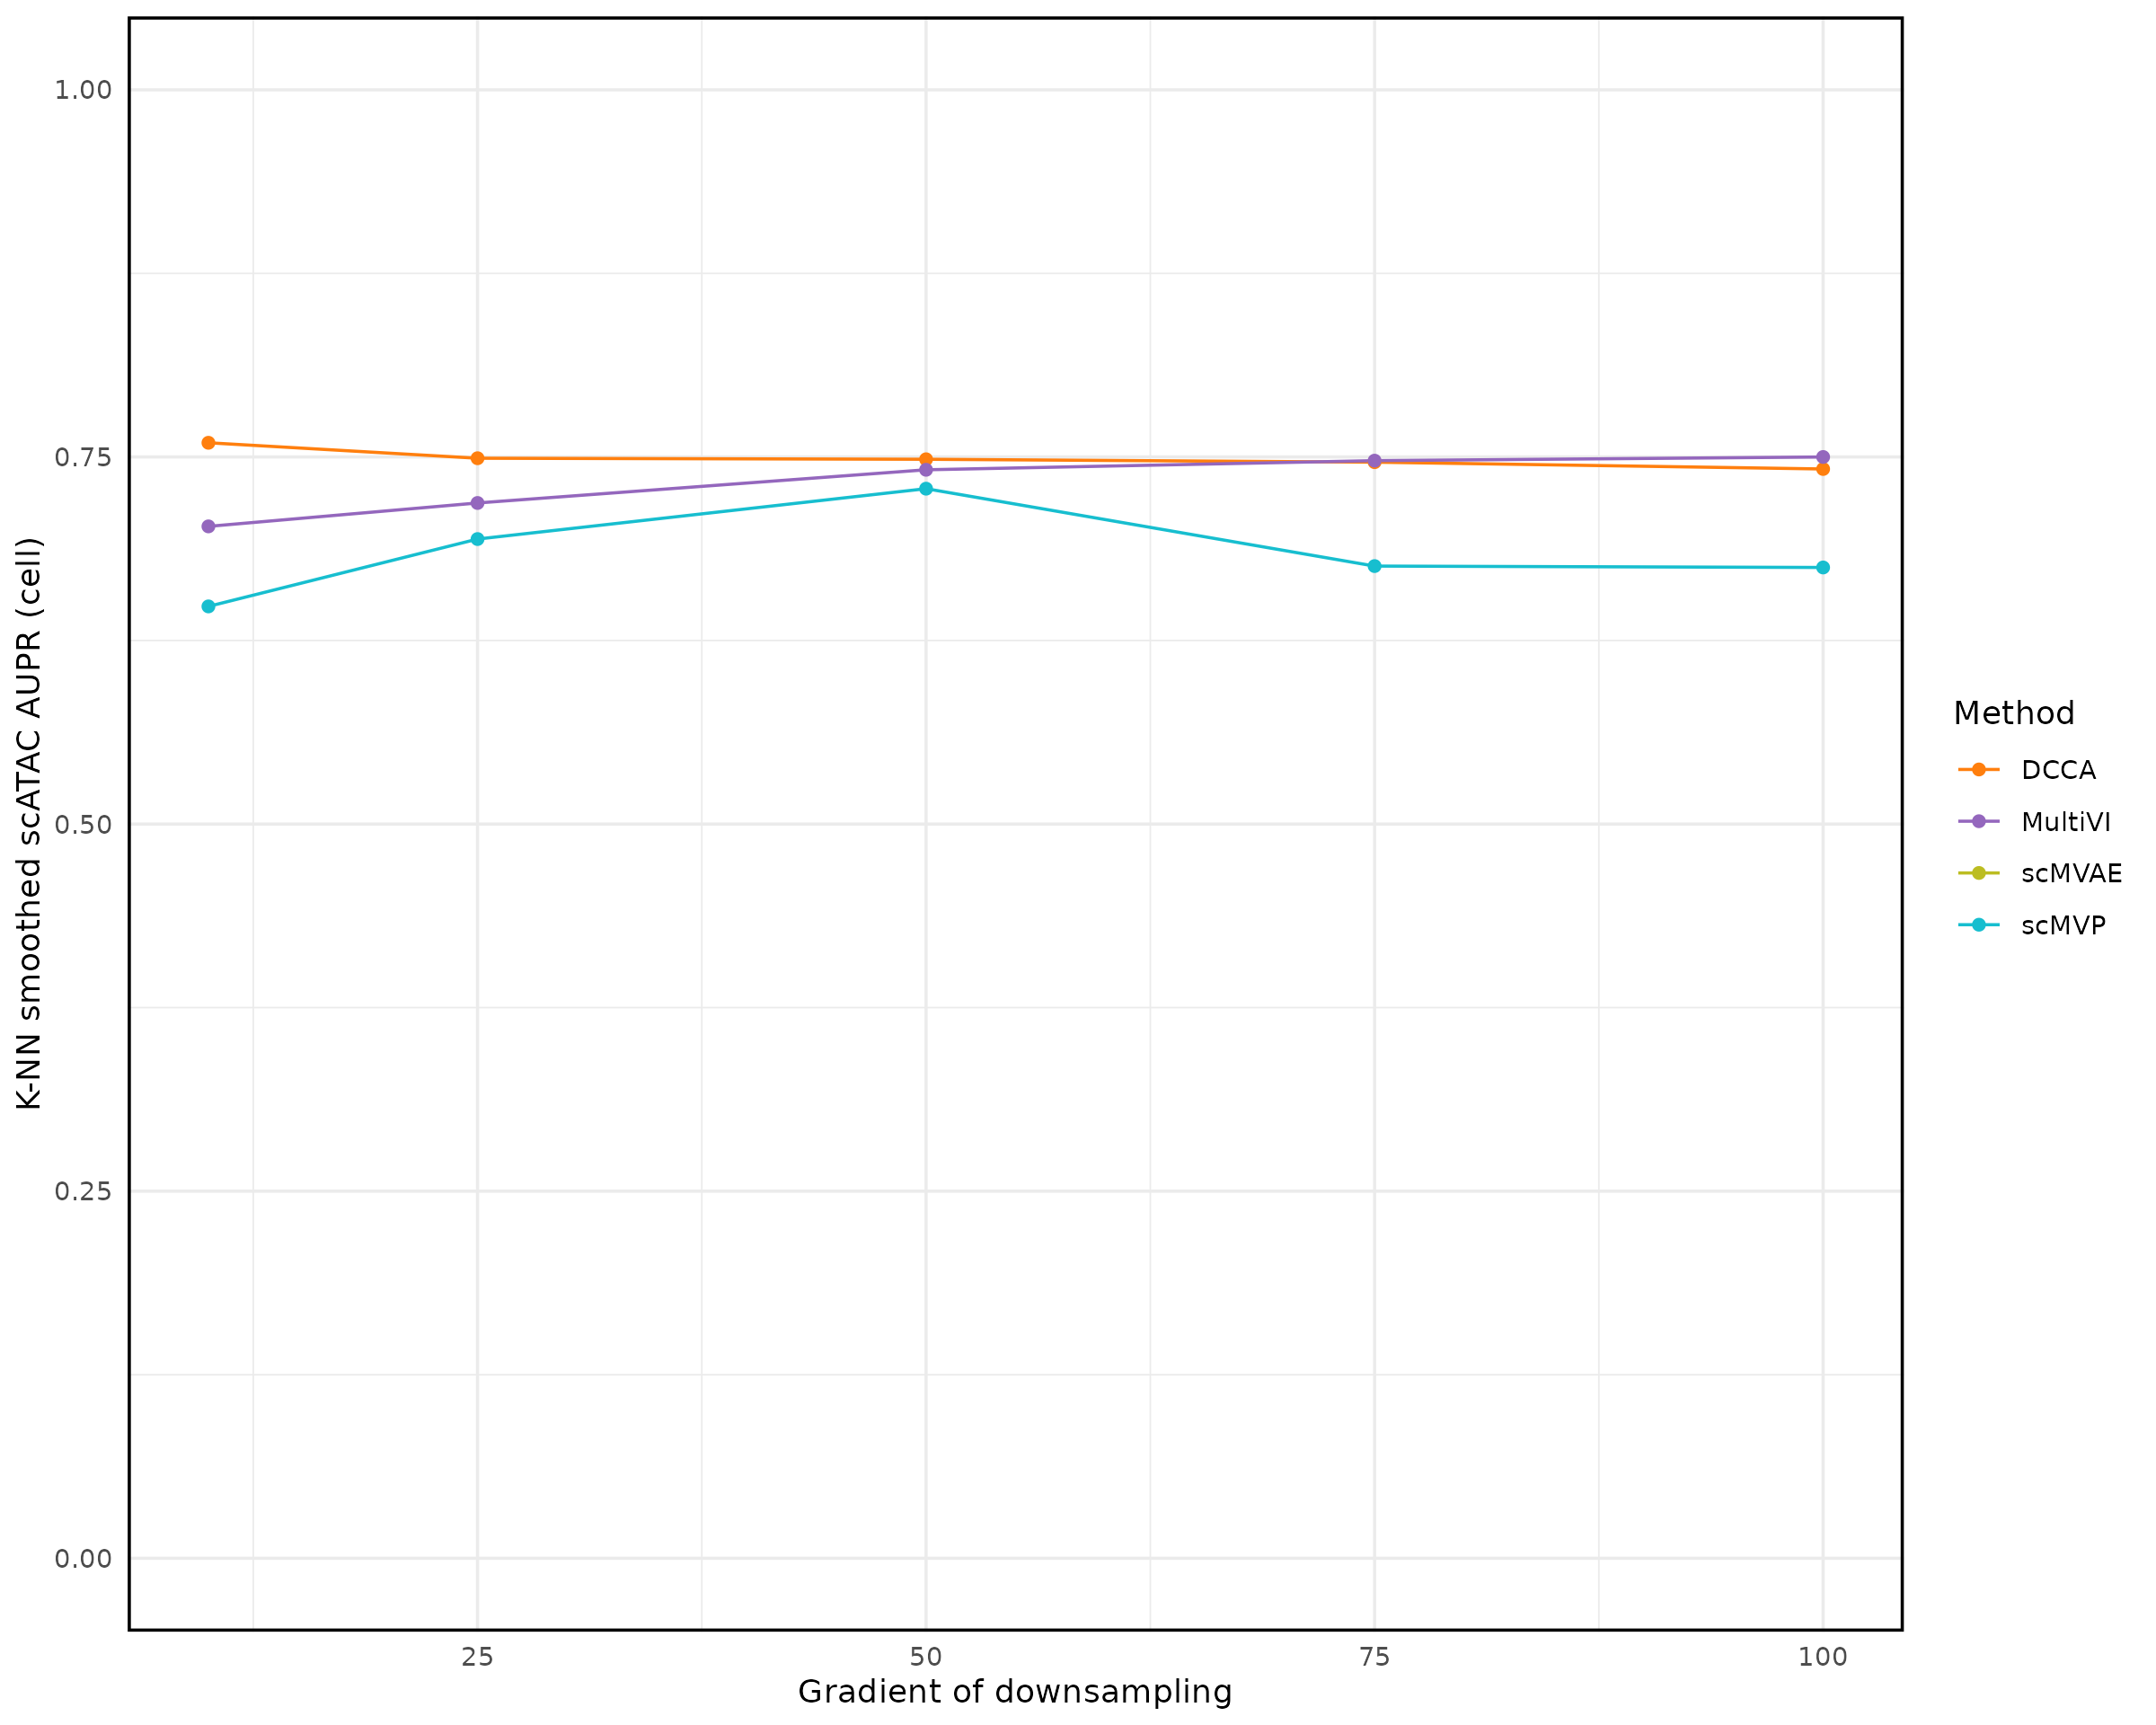 1.00
0.75
0.50
0.25
0.00
K-NN smoothed scATAC AUPR (cell)
25 50 75 100
Gradient of downsampling
Method
DCCA
MultiVI
scMVAE
scMVP